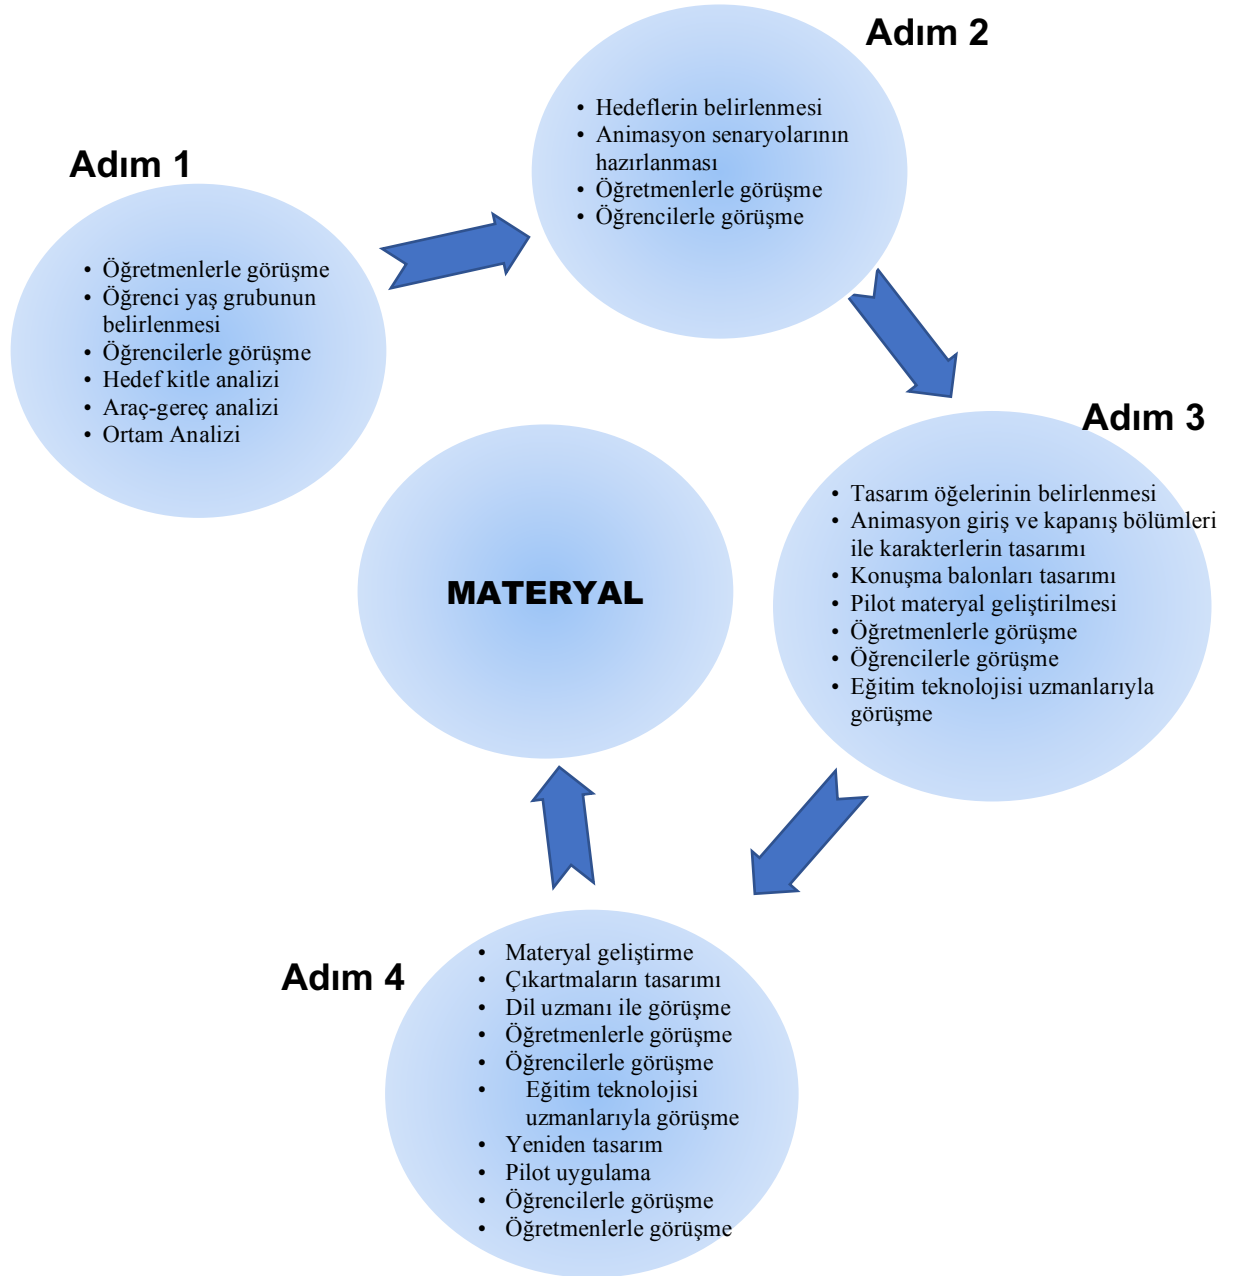 Adım 1
• Öğretmenlerle görüşme
• Öğrenci yaş grubunun
belirlenmesi
• Öğrencilerle görüşme
• Hedef kitle analizi
• Araç-gereç analizi
• Ortam Analizi
Adım 2
• Hedeflerin belirlenmesi
• Animasyon senaryolarının
hazırlanması
• Öğretmenlerle görüşme
• Öğrencilerle görüşme
Adım 3
• Tasarım öğelerinin belirlenmesi
• Animasyon giriş ve kapanış bölümleri
ile karakterlerin tasarımı
• Konuşma balonları tasarımı
• Pilot materyal geliştirilmesi
• Öğretmenlerle görüşme
• Öğrencilerle görüşme
• Eğitim teknolojisi uzmanlarıyla
görüşme
Adım 4
• Materyal geliştirme
• Çıkartmaların tasarımı
• Dil uzmanı ile görüşme
• Öğretmenlerle görüşme
• Öğrencilerle görüşme
• Eğitim teknolojisi
uzmanlarıyla görüşme
• Yeniden tasarım
• Pilot uygulama
• Öğrencilerle görüşme
• Öğretmenlerle görüşme
MATERYAL